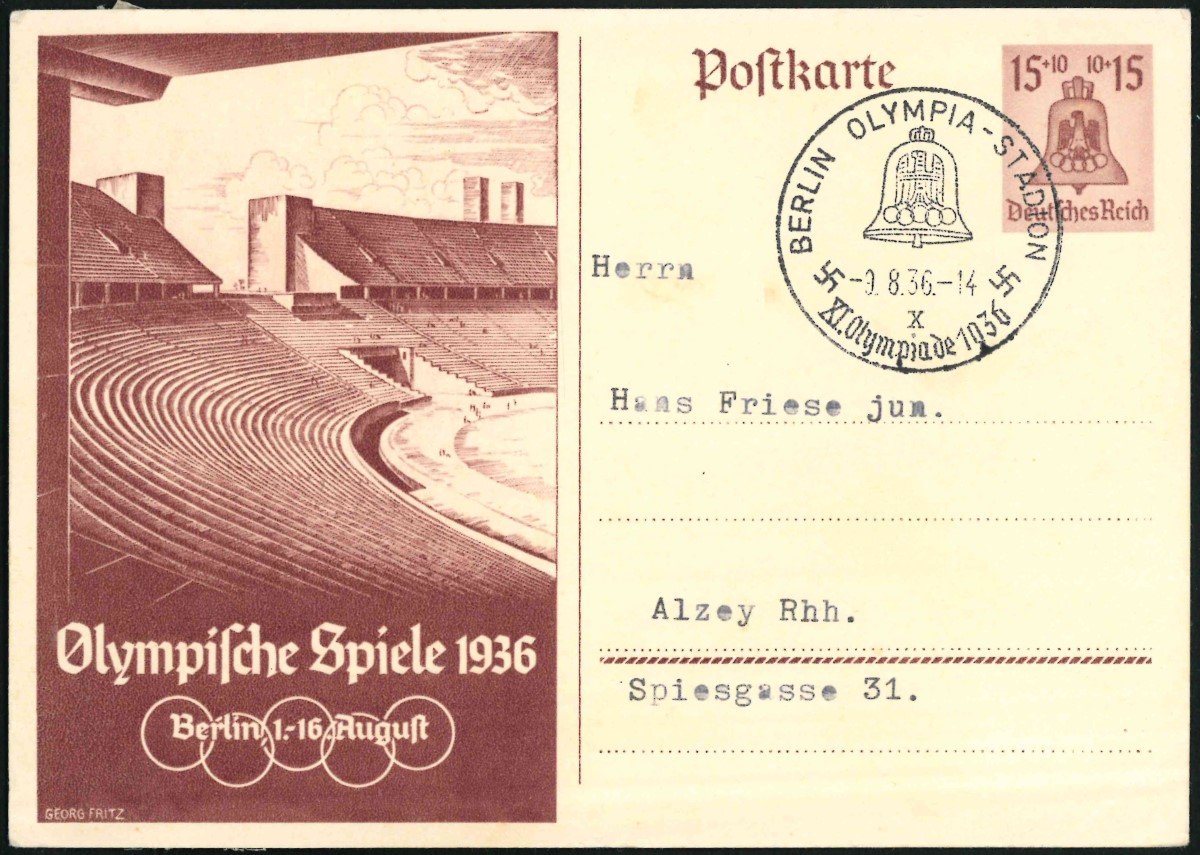 Olympiſche Spiele 1936
Berlin, 1.-16. Auguſt
GEORG FRITZ
Poſtkarte
15+10 10+15
Deutſches Reich
BERLIN OLYMPIA-STADION
-9.8.36.-14
x
XI. Olympiade 1936
Herrn
Hans Friese jun.
Alzey Rhh.
Spiesgasse 31.